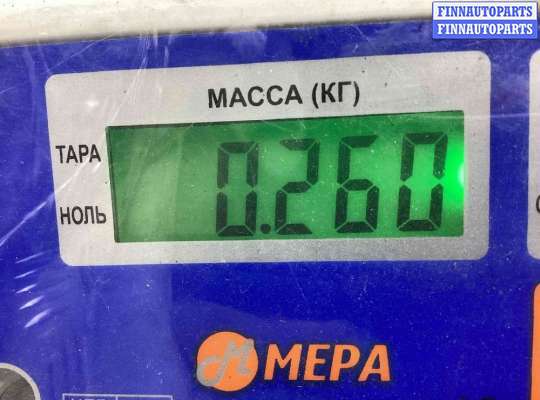 FINNAUTOPARTS
FINNAUTOPARTS
МАССА (КГ)
ТАРА
НОЛЬ
0.260
МЕРА